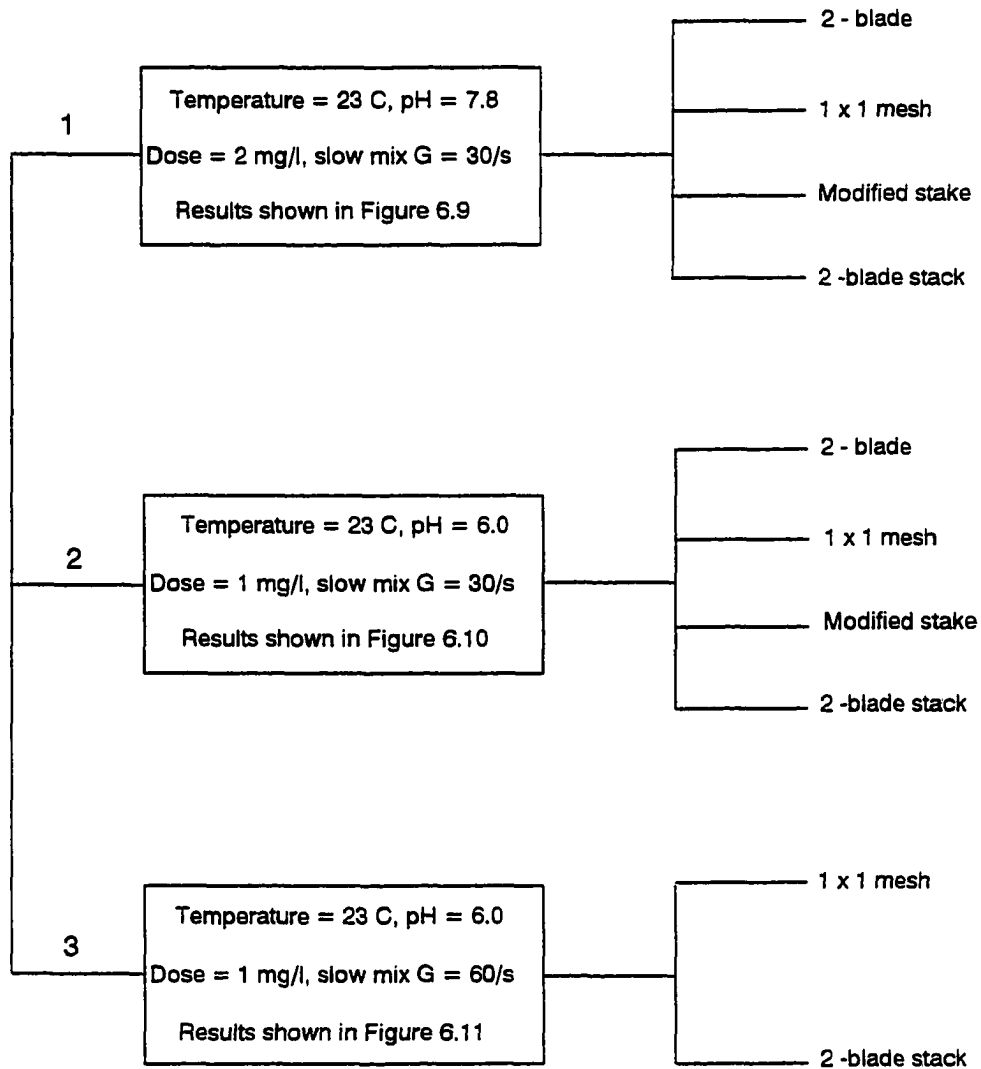 2 - blade
1
Temperature = 23 C, pH = 7.8
Dose = 2 mg/l, slow mix G = 30/s
Results shown in Figure 6.9
1 x 1 mesh
Modified stake
2 -blade stack
2 - blade
2
Temperature = 23 C, pH = 6.0
Dose = 1 mg/l, slow mix G = 30/s
Results shown in Figure 6.10
1 x 1 mesh
Modified stake
2 -blade stack
3
Temperature = 23 C, pH = 6.0
Dose = 1 mg/l, slow mix G = 60/s
Results shown in Figure 6.11
1 x 1 mesh
2 -blade stack